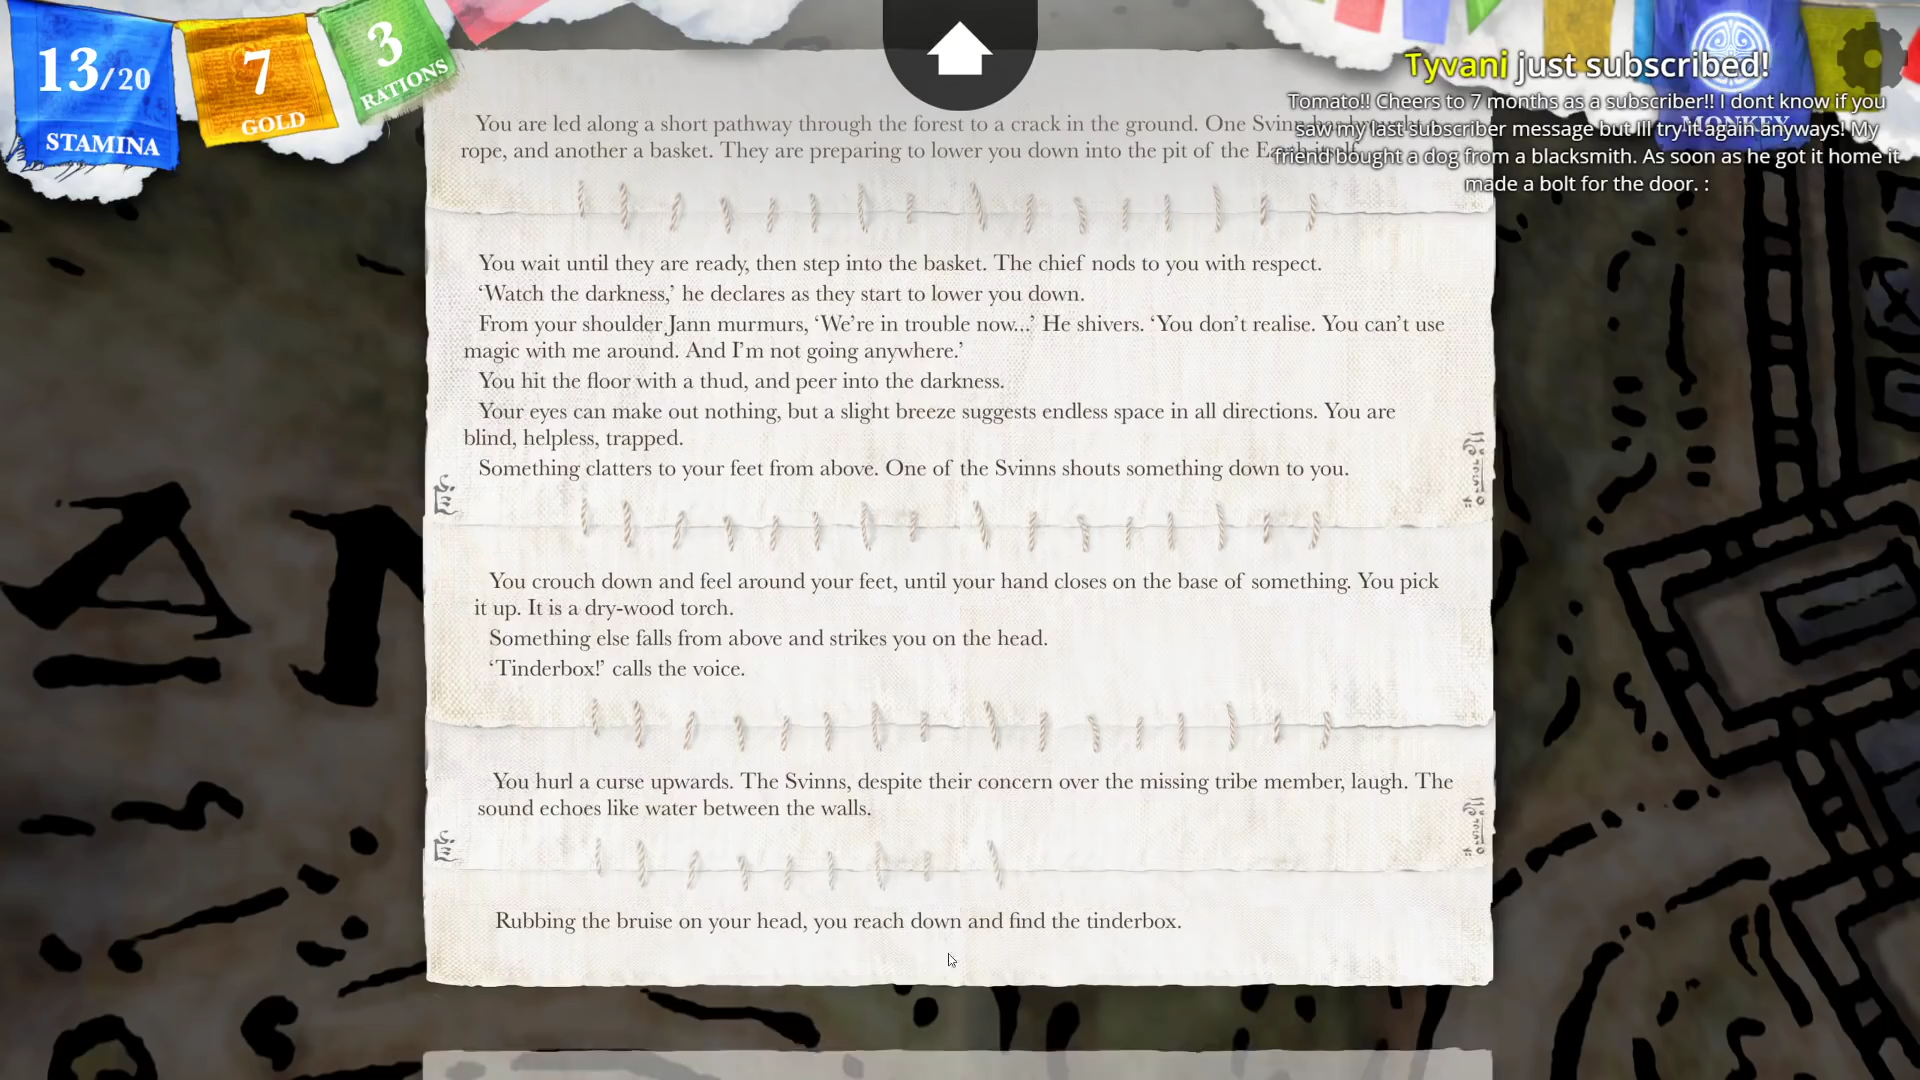 13/20
STAMINA
7
GOLD
3
RATIONS
Tyvani just subscribed!
Tomato!! Cheers to 7 months as a subscriber!! I dont know if you
saw my last subscriber message but Ill try it again anyways! My
friend bought a dog from a blacksmith. As soon as he got it home it
made a bolt for the door. :
MONKEY
You are led along a short pathway through the forest to a crack in the ground. One Svinn
rope, and another a basket. They are preparing to lower you down into the pit of the Earth itself.
You wait until they are ready, then step into the basket. The chief nods to you with respect.
‘Watch the darkness,’ he declares as they start to lower you down.
From your shoulder Jann murmurs, ‘We’re in trouble now...’ He shivers. ‘You don’t realise. You can’t use
magic with me around. And I’m not going anywhere.’
You hit the floor with a thud, and peer into the darkness.
Your eyes can make out nothing, but a slight breeze suggests endless space in all directions. You are
blind, helpless, trapped.
Something clatters to your feet from above. One of the Svinns shouts something down to you.
You crouch down and feel around your feet, until your hand closes on the base of something. You pick
it up. It is a dry-wood torch.
Something else falls from above and strikes you on the head.
‘Tinderbox!’ calls the voice.
You hurl a curse upwards. The Svinns, despite their concern over the missing tribe member, laugh. The
sound echoes like water between the walls.
Rubbing the bruise on your head, you reach down and find the tinderbox.